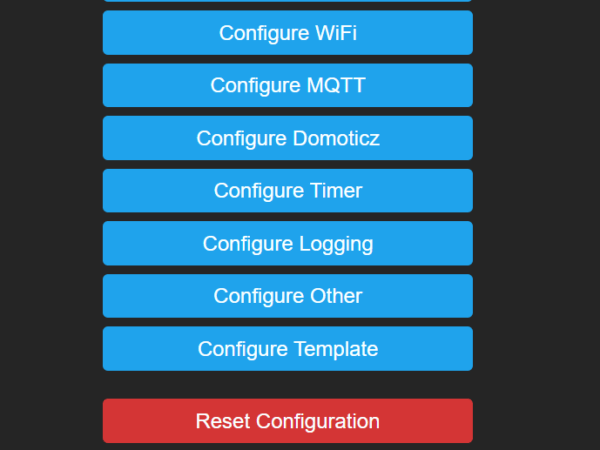 Configure WiFi
Configure MQTT
Configure Domoticz
Configure Timer
Configure Logging
Configure Other
Configure Template
Reset Configuration